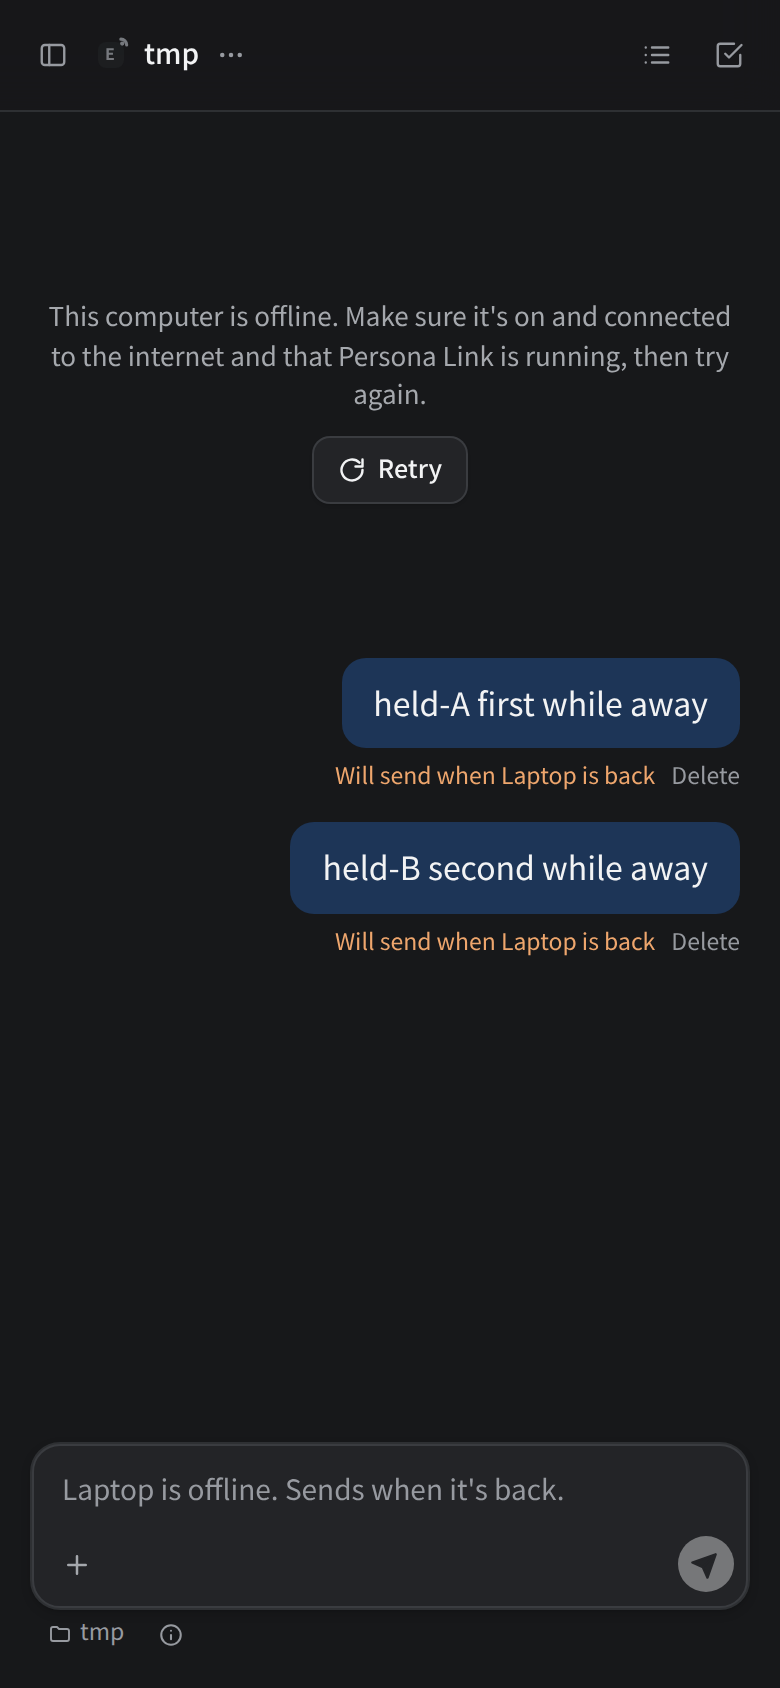 E tmp
This computer is offline. Make sure it's on and connected
to the internet and that Persona Link is running, then try
again.
Retry
held-A first while away
Will send when Laptop is back Delete
held-B second while away
Will send when Laptop is back Delete
Laptop is offline. Sends when it's back.
tmp